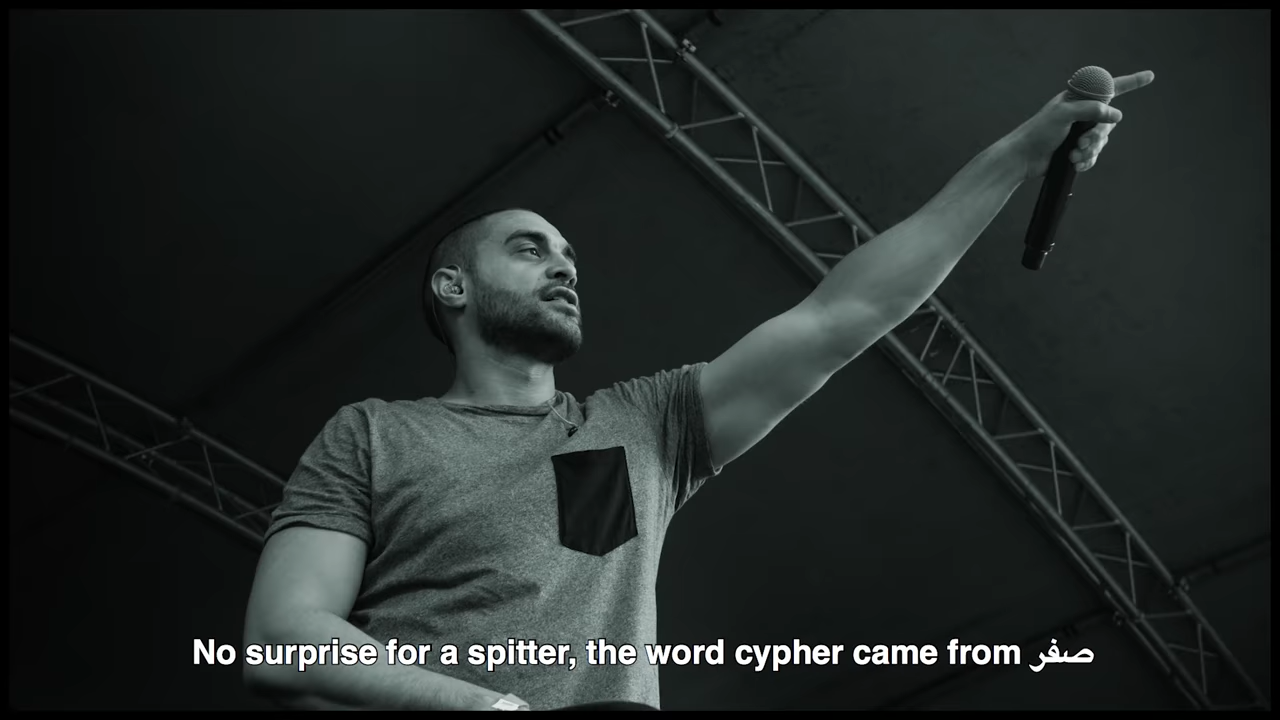 No surprise for a spitter, the word cypher came from صفر